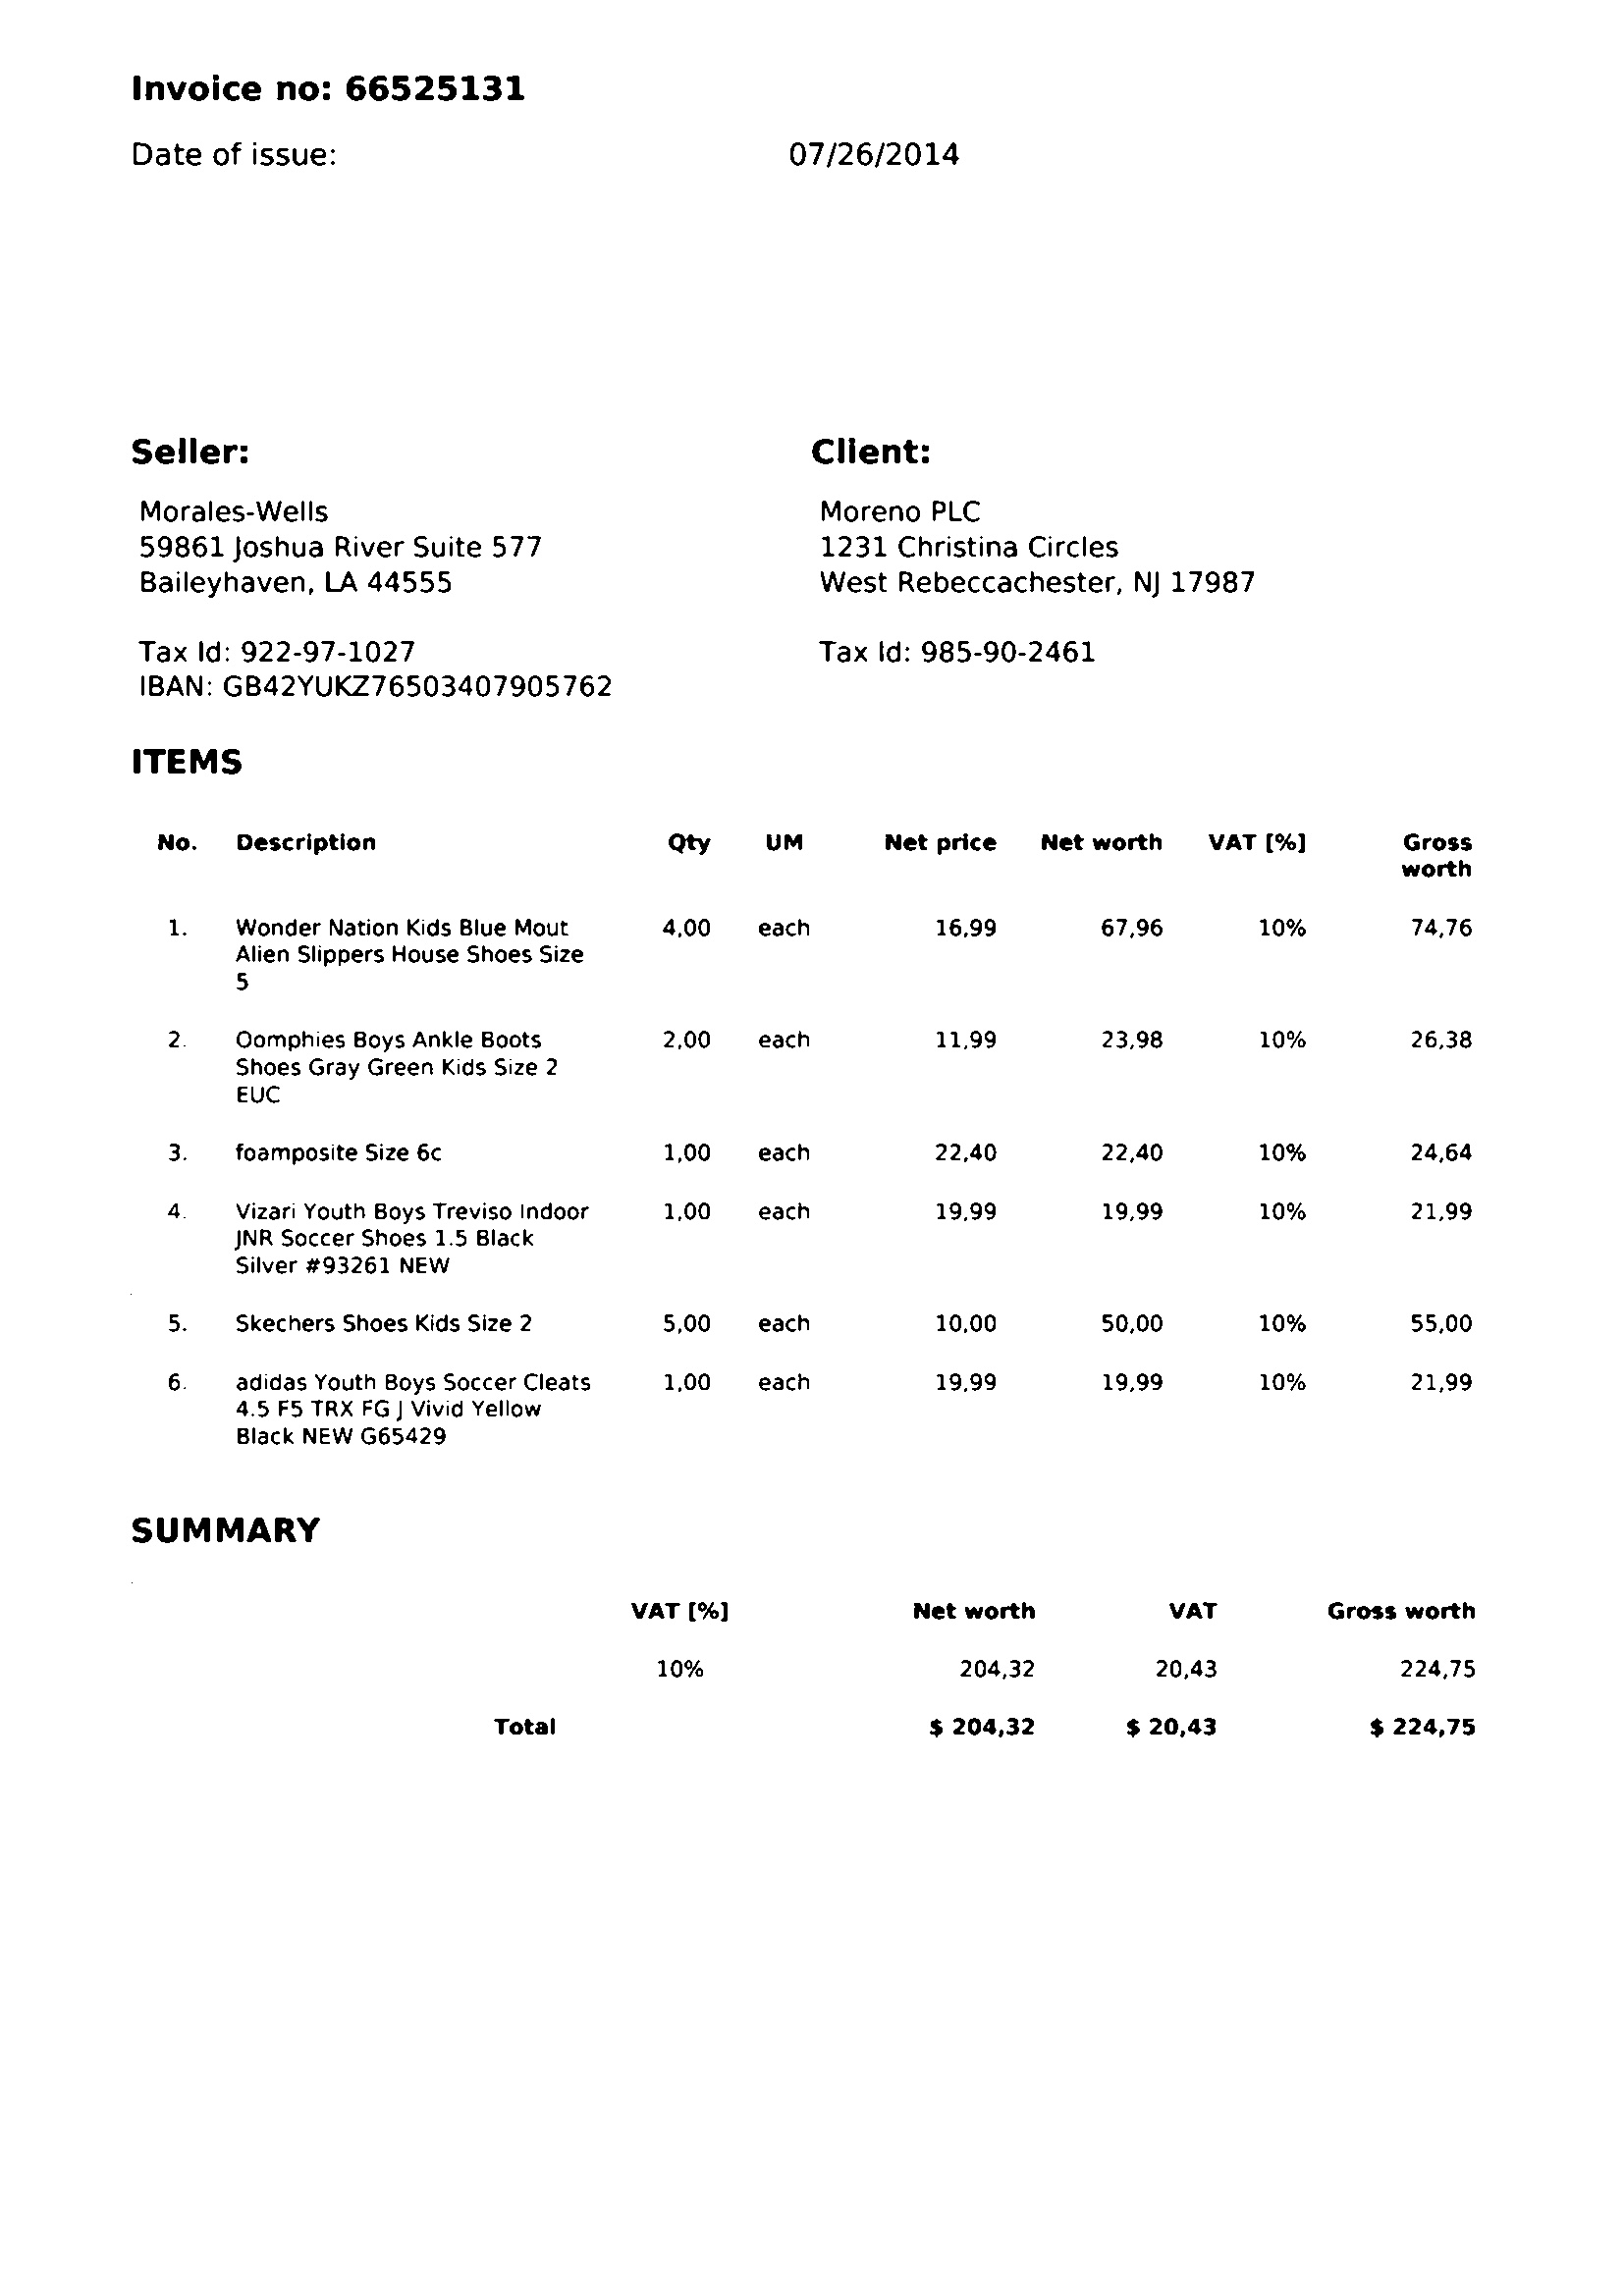 Invoice no: 66525131
Date of issue: 07/26/2014
Seller: Client:
Morales-Wells Moreno PLC
59861 Joshua River Suite 577 1231 Christina Circles
Baileyhaven, LA 44555 West Rebeccachester, NJ 17987
Tax Id: 922-97-1027 Tax Id: 985-90-2461
IBAN: GB42YUKZ76503407905762
ITEMS
No. Description Qty UM Net price Net worth VAT [%] Gross
worth
1. Wonder Nation Kids Blue Mout 4,00 each 16,99 67,96 10% 74,76
Alien Slippers House Shoes Size
5
2. Oomphies Boys Ankle Boots 2,00 each 11,99 23,98 10% 26,38
Shoes Gray Green Kids Size 2
EUC
3. foamposite Size 6c 1,00 each 22,40 22,40 10% 24,64
4. Vizari Youth Boys Treviso Indoor 1,00 each 19,99 19,99 10% 21,99
JNR Soccer Shoes 1.5 Black
Silver #93261 NEW
5. Skechers Shoes Kids Size 2 5,00 each 10,00 50,00 10% 55,00
6. adidas Youth Boys Soccer Cleats 1,00 each 19,99 19,99 10% 21,99
4.5 F5 TRX FG J Vivid Yellow
Black NEW G65429
SUMMARY
VAT [%] Net worth VAT Gross worth
10% 204,32 20,43 224,75
Total $ 204,32 $ 20,43 $ 224,75